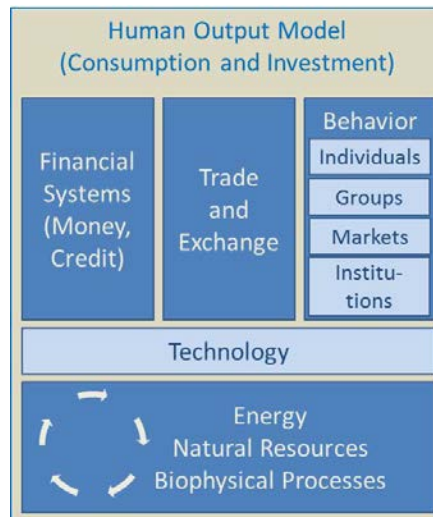 Human Output Model
(Consumption and Investment)
Financial
Systems
(Money,
Credit)
Trade
and
Exchange
Behavior
Individuals
Groups
Markets
Institu-
tions
Technology
Energy
Natural Resources
Biophysical Processes